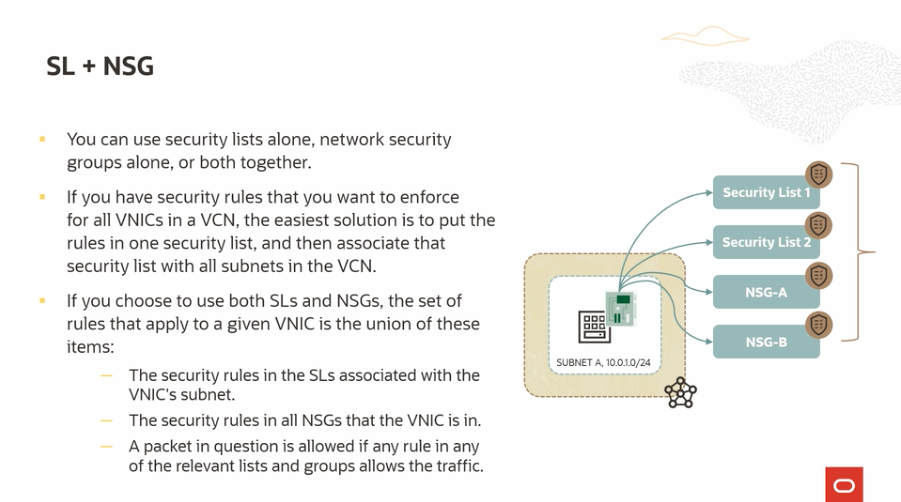 SL + NSG
You can use security lists alone, network security
groups alone, or both together.
If you have security rules that you want to enforce
for all VNICs in a VCN, the easiest solution is to put the
rules in one security list, and then associate that
security list with all subnets in the VCN.
If you choose to use both SLs and NSGs, the set of
rules that apply to a given VNIC is the union of these
items:
— The security rules in the SLs associated with the
VNIC's subnet.
— The security rules in all NSGs that the VNIC is in.
— A packet in question is allowed if any rule in any
of the relevant lists and groups allows the traffic.
Security List 1
Security List 2
NSG-A
NSG-B
SUBNET A, 10.0.1.0/24